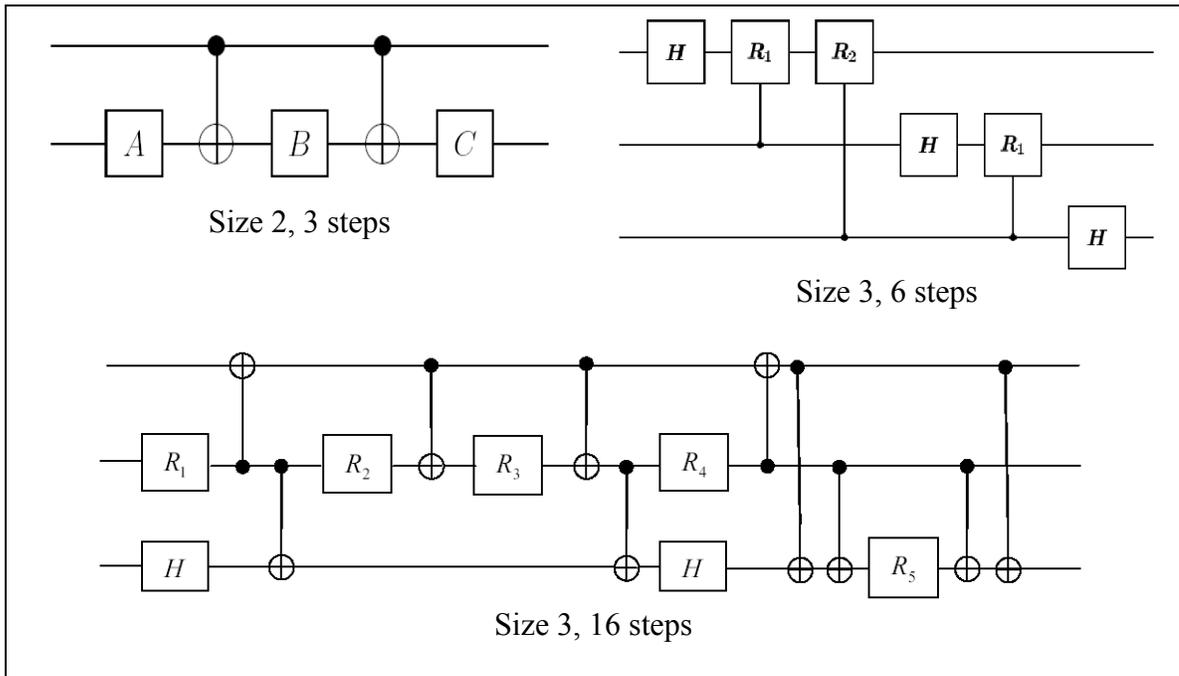 A B C
Size 2, 3 steps
H R₁ R₂
H R₁
H
Size 3, 6 steps
R₁ R₂ R₃ R₄
H H R₅
Size 3, 16 steps